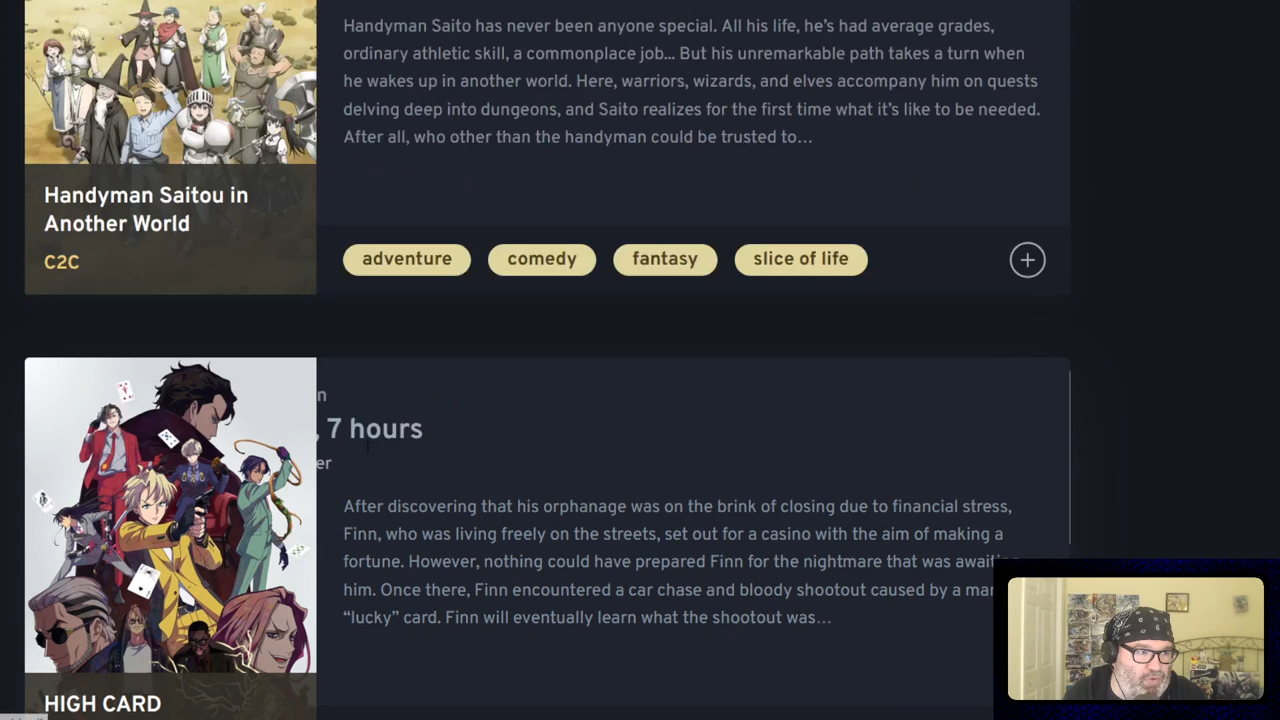 Handyman Saito has never been anyone special. All his life, he's had average grades,
ordinary athletic skill, a commonplace job... But his unremarkable path takes a turn when
he wakes up in another world. Here, warriors, wizards, and elves accompany him on quests
delving deep into dungeons, and Saito realizes for the first time what it's like to be needed.
After all, who other than the handyman could be trusted to…
Handyman Saitou in
Another World
C2C
adventure
comedy
fantasy
slice of life
n
, 7 hours
er
After discovering that his orphanage was on the brink of closing due to financial stress,
Finn, who was living freely on the streets, set out for a casino with the aim of making a
fortune. However, nothing could have prepared Finn for the nightmare that was
him. Once there, Finn encountered a car chase and bloody shootout caused by a
“lucky” card. Finn will eventually learn what the shootout was…
HIGH CARD